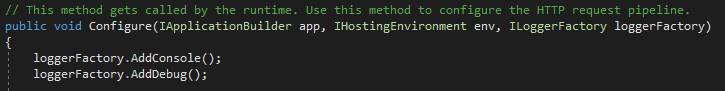 // This method gets called by the runtime. Use this method to configure the HTTP request pipeline.
public void Configure(IApplicationBuilder app, IHostingEnvironment env, ILoggerFactory loggerFactory)
{
loggerFactory.AddConsole();
loggerFactory.AddDebug();